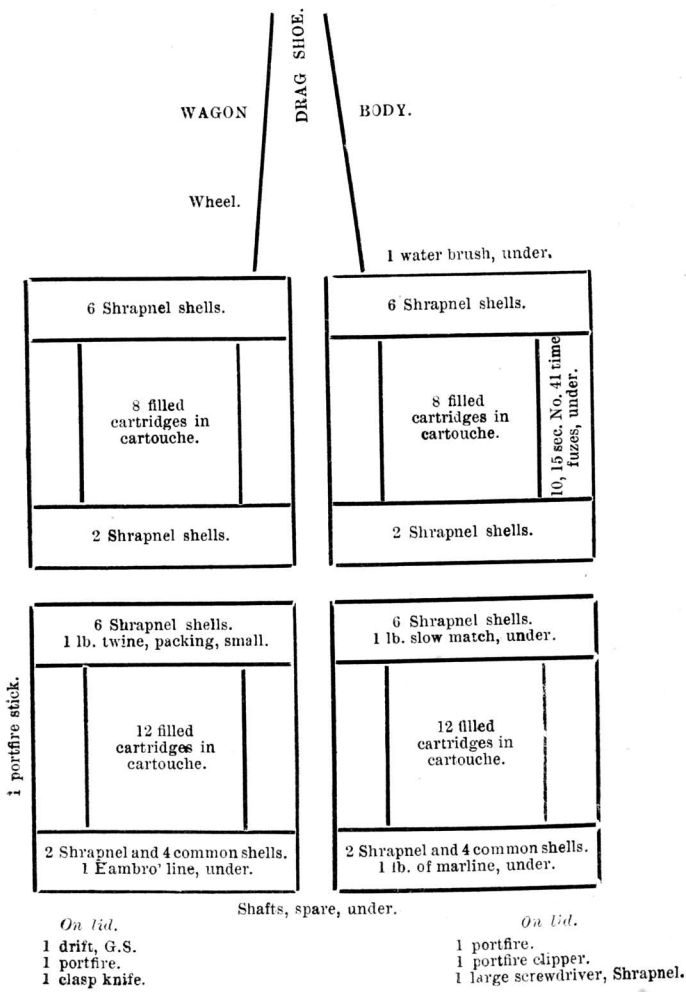 DRAG SHOE.
WAGON
BODY.
Wheel.
1 water brush, under.
6 Shrapnel shells.
6 Shrapnel shells.
8 filled
cartridges in
cartouche.
8 filled
cartridges in
cartouche.
10, 15 sec. No. 41 time
fuzes, under.
2 Shrapnel shells.
2 Shrapnel shells.
6 Shrapnel shells.
1 lb. twine, packing, small.
6 Shrapnel shells.
1 lb. slow match, under.
1 portfire stick.
12 filled
cartridges in
cartouche.
12 filled
cartridges in
cartouche.
2 Shrapnel and 4 common shells.
1 Eambro' line, under.
2 Shrapnel and 4 common shells.
1 lb. of marline, under.
Shafts, spare, under.
On lid.
1 drift, G.S.
1 portfire.
1 clasp knife.
On lid.
1 portfire.
1 portfire clipper.
1 large screwdriver, Shrapnel.